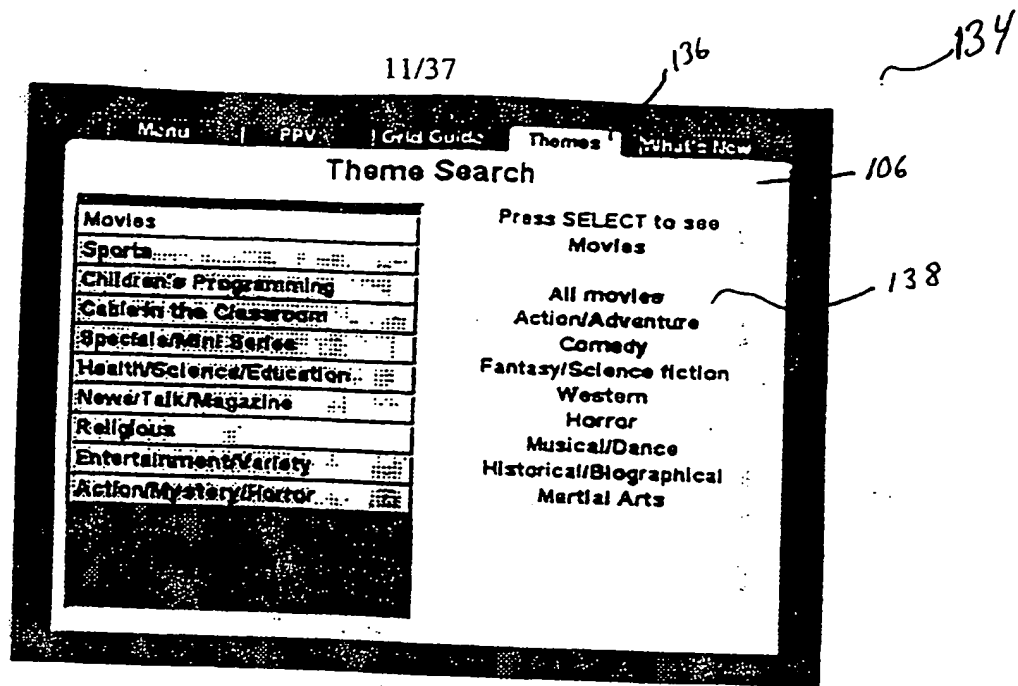 11/37
136
134
Menu | PPV | Grid Guide Themes What's New
Theme Search
106
Movies
Sports
Children's Programming
Cable in the Classroom
Specials/Mini Series
Health/Science/Education
News/Talk/Magazine
Religious
Entertainment/Variety
Action/Mystery/Horror
Press SELECT to see
Movies
All movies
138
Action/Adventure
Comedy
Fantasy/Science fiction
Western
Horror
Musical/Dance
Historical/Biographical
Martial Arts